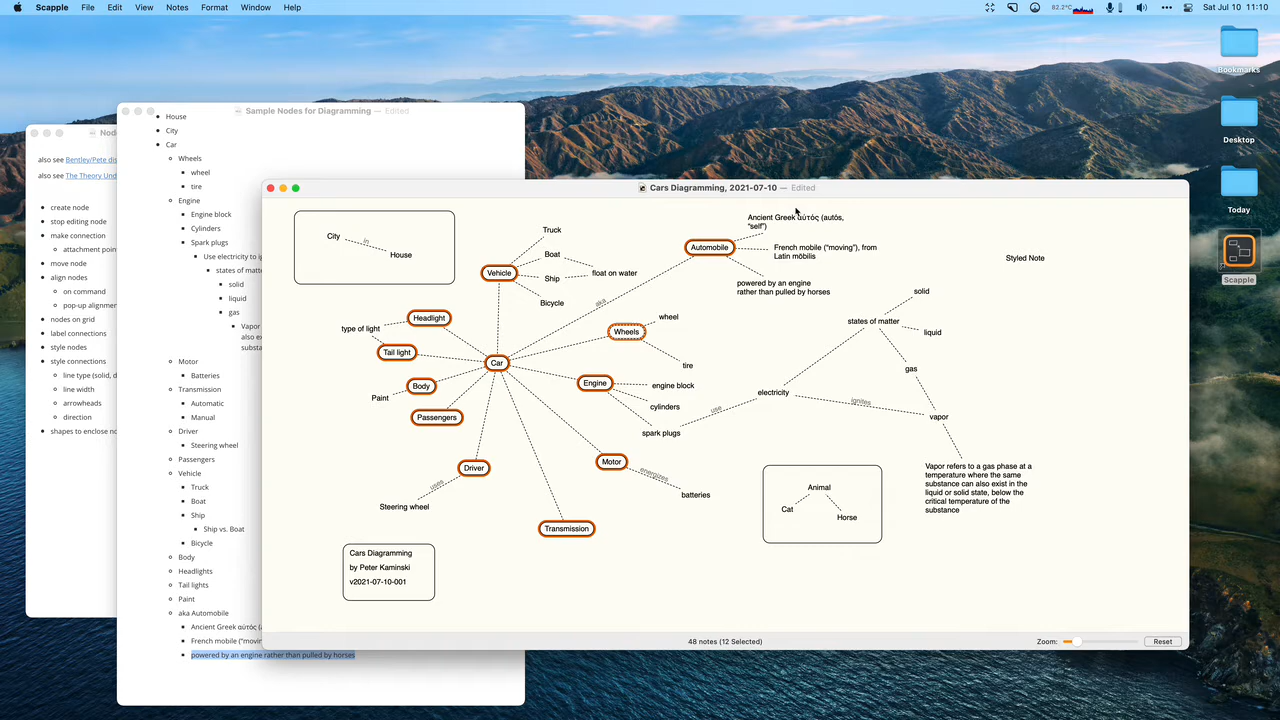 Scapple File Edit View Notes Format Window Help
82.2°C Sat Jul 10 11:10
Bookmarks
Desktop
Today
Scapple
also see Bentley/Pete dis
also see The Theory Und
create node
stop editing node
make connection
attachment poin
move node
align nodes
on command
pop-up alignmen
nodes on grid
label connections
style nodes
style connections
line type (solid, d
line width
arrowheads
direction
shapes to enclose no
Sample Nodes for Diagramming — Edited
House
City
Car
Wheels
wheel
tire
Engine
Engine block
Cylinders
Spark plugs
Use electricity to ig
states of matte
solid
liquid
gas
Vapor
also ex
substa
Motor
Batteries
Transmission
Automatic
Manual
Driver
Steering wheel
Passengers
Vehicle
Truck
Boat
Ship
Ship vs. Boat
Bicycle
Body
Headlights
Tail lights
Paint
aka Automobile
Ancient Greek αὐτός (a
French mobile ("movin
powered by an engine rather than pulled by horses
Cars Diagramming, 2021-07-10 — Edited
City
in
House
Vehicle
Truck
Boat
Ship
float on water
Bicycle
Automobile
Ancient Greek αὐτός (autós,
"self")
French mobile ("moving"), from
Latin mōbilis
powered by an engine
rather than pulled by horses
aka
Styled Note
Headlight
type of light
Tail light
Car
Body
Paint
Passengers
Wheels
wheel
tire
Engine
engine block
cylinders
spark plugs
use
electricity
ignites
states of matter
solid
liquid
gas
vapor
Vapor refers to a gas phase at a
temperature where the same
substance can also exist in the
liquid or solid state, below the
critical temperature of the
substance
Driver
uses
Steering wheel
Motor
energizes
batteries
Transmission
Animal
Cat
Horse
Cars Diagramming
by Peter Kaminski
v2021-07-10-001
48 notes (12 Selected)
Zoom:
Reset